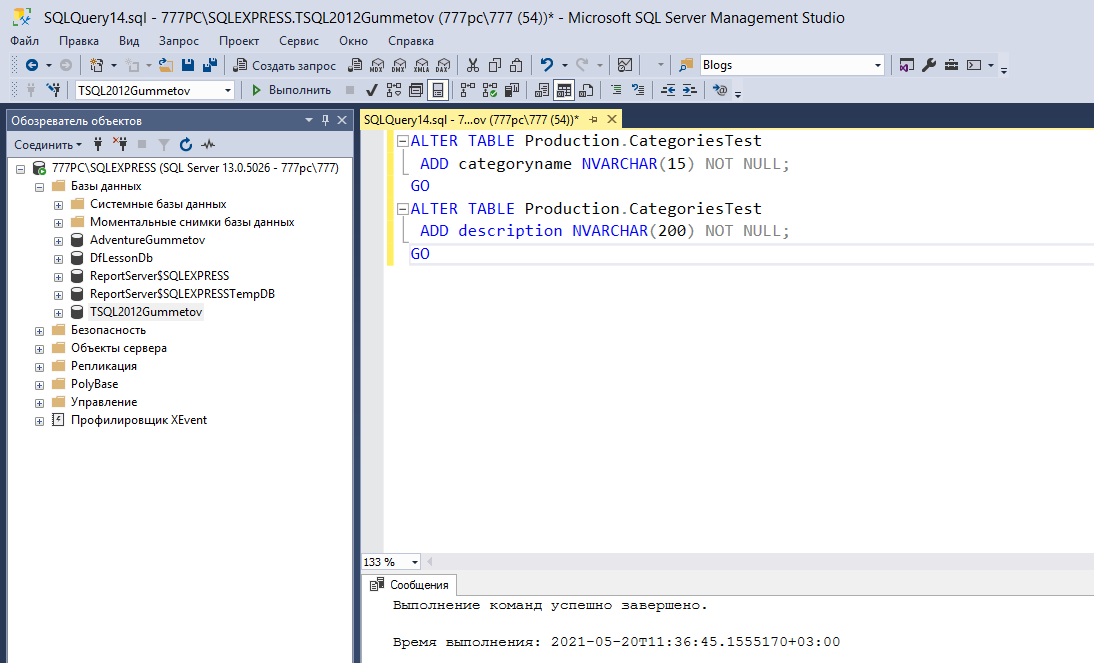 SQLQuery14.sql - 777PC\SQLEXPRESS.TSQL2012Gummetov (777pc\777 (54))* - Microsoft SQL Server Management Studio
Файл Правка Вид Запрос Проект Сервис Окно Справка
Создать запрос MDX DMX XMLA DAX Blogs
TSQL2012Gummetov Выполнить
Обозреватель объектов
SQLQuery14.sql - 7...ov (777pc\777 (54))*
Соединить
777PC\SQLEXPRESS (SQL Server 13.0.5026 - 777pc\777)
Базы данных
Системные базы данных
Моментальные снимки базы данных
AdventureGummetov
DfLessonDb
ReportServer$SQLEXPRESS
ReportServer$SQLEXPRESSTempDB
TSQL2012Gummetov
Безопасность
Объекты сервера
Репликация
PolyBase
Управление
Профилировщик XEvent
ALTER TABLE Production.CategoriesTest
ADD categoryname NVARCHAR(15) NOT NULL;
GO
ALTER TABLE Production.CategoriesTest
ADD description NVARCHAR(200) NOT NULL;
GO
133 %
Сообщения
Выполнение команд успешно завершено.
Время выполнения: 2021-05-20T11:36:45.1555170+03:00